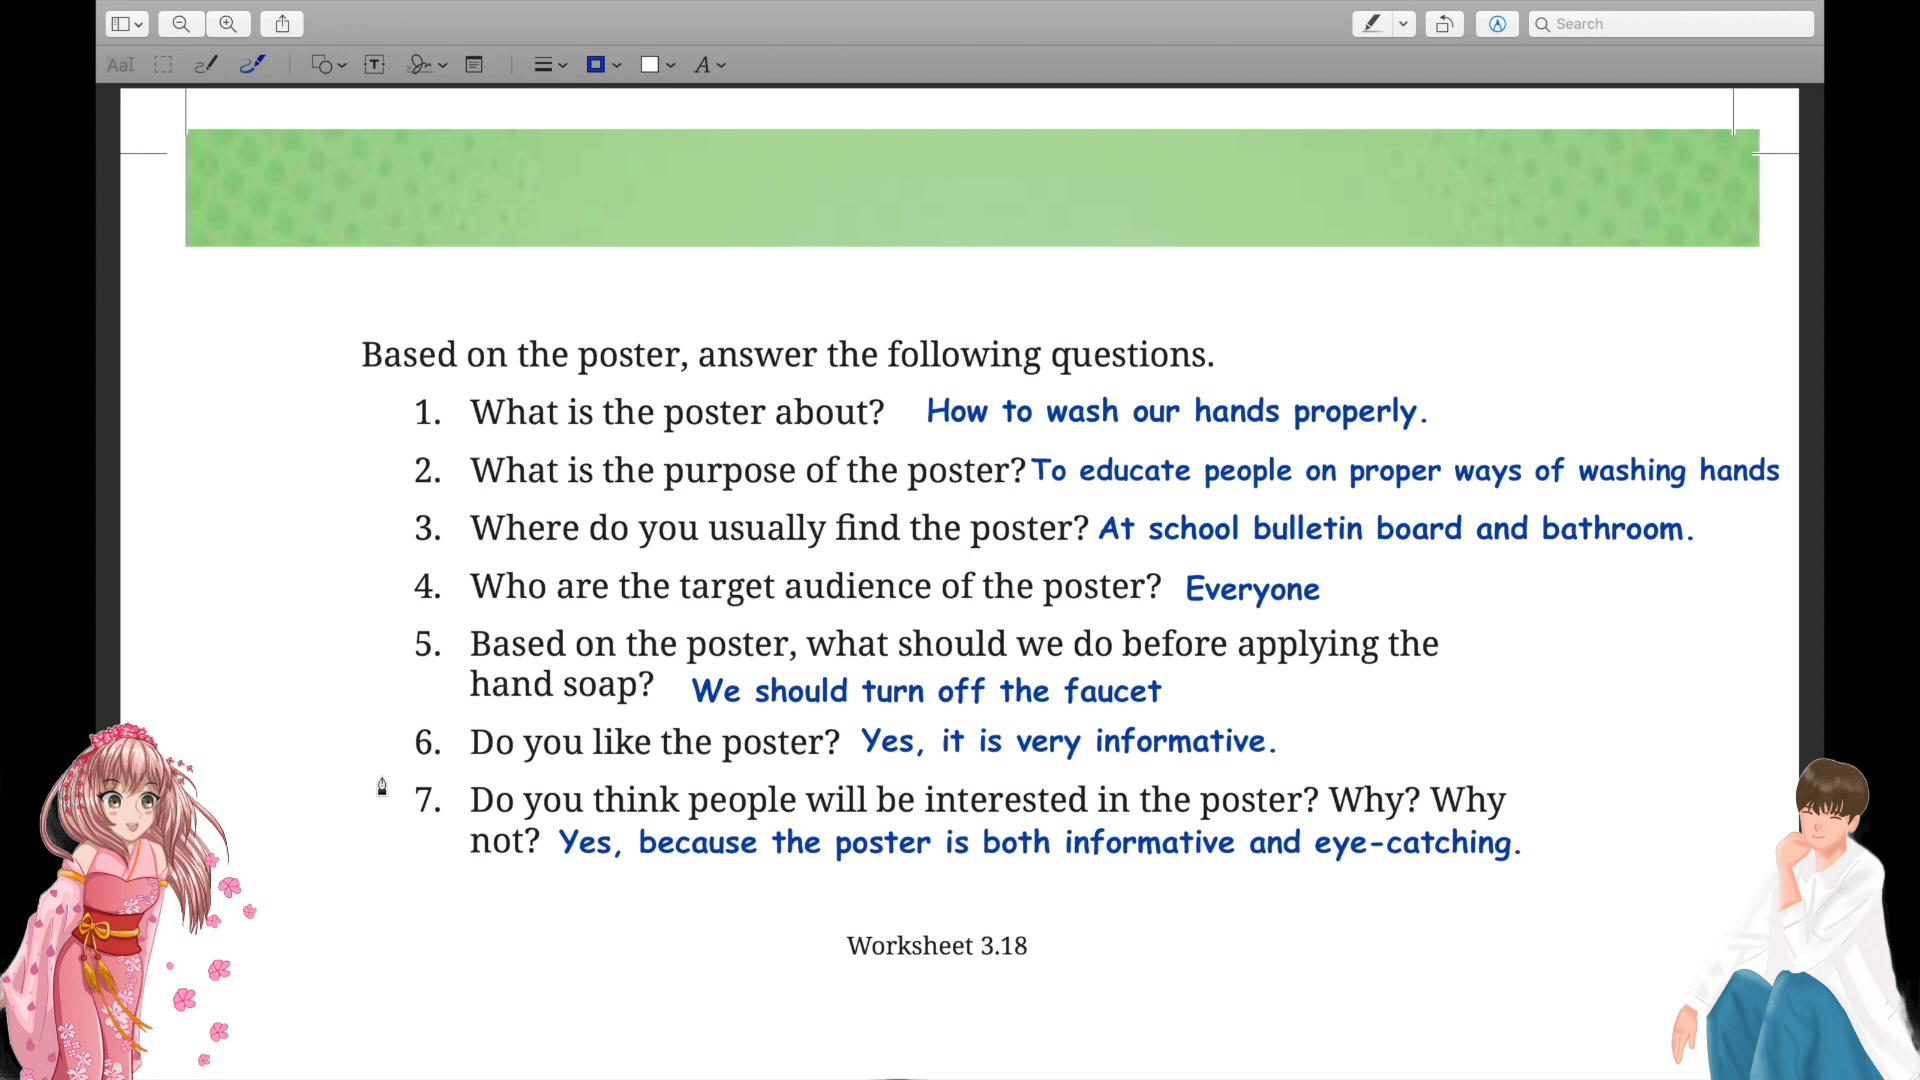 Search
AaI
T
A
Based on the poster, answer the following questions.
1. What is the poster about? How to wash our hands properly.
2. What is the purpose of the poster? To educate people on proper ways of washing hands
3. Where do you usually find the poster? At school bulletin board and bathroom.
4. Who are the target audience of the poster? Everyone
5. Based on the poster, what should we do before applying the
hand soap? We should turn off the faucet
6. Do you like the poster? Yes, it is very informative.
7. Do you think people will be interested in the poster? Why? Why
not? Yes, because the poster is both informative and eye-catching.
Worksheet 3.18